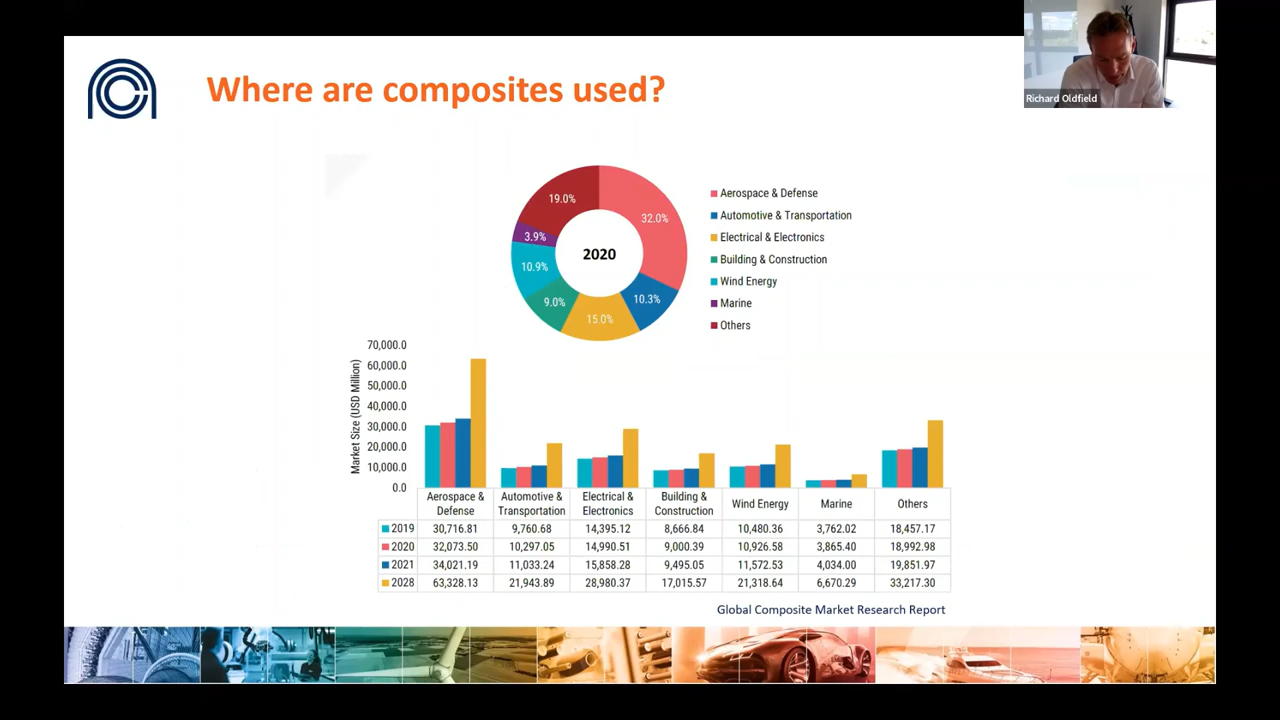 Where are composites used?
Richard Oldfield
19.0%
32.0%
3.9%
2020
10.9%
9.0%
15.0%
10.3%
Aerospace & Defense
Automotive & Transportation
Electrical & Electronics
Building & Construction
Wind Energy
Marine
Others
Market Size (USD Million)
70,000.0
60,000.0
50,000.0
40,000.0
30,000.0
20,000.0
10,000.0
0.0
Aerospace & Defense Automotive & Transportation Electrical & Electronics Building & Construction Wind Energy Marine Others
2019 30,716.81 9,760.68 14,395.12 8,666.84 10,480.36 3,762.02 18,457.17
2020 32,073.50 10,297.05 14,990.51 9,000.39 10,926.58 3,865.40 18,992.98
2021 34,021.19 11,033.24 15,858.28 9,495.05 11,572.53 4,034.00 19,851.97
2028 63,328.13 21,943.89 28,980.37 17,015.57 21,318.64 6,670.29 33,217.30
Global Composite Market Research Report